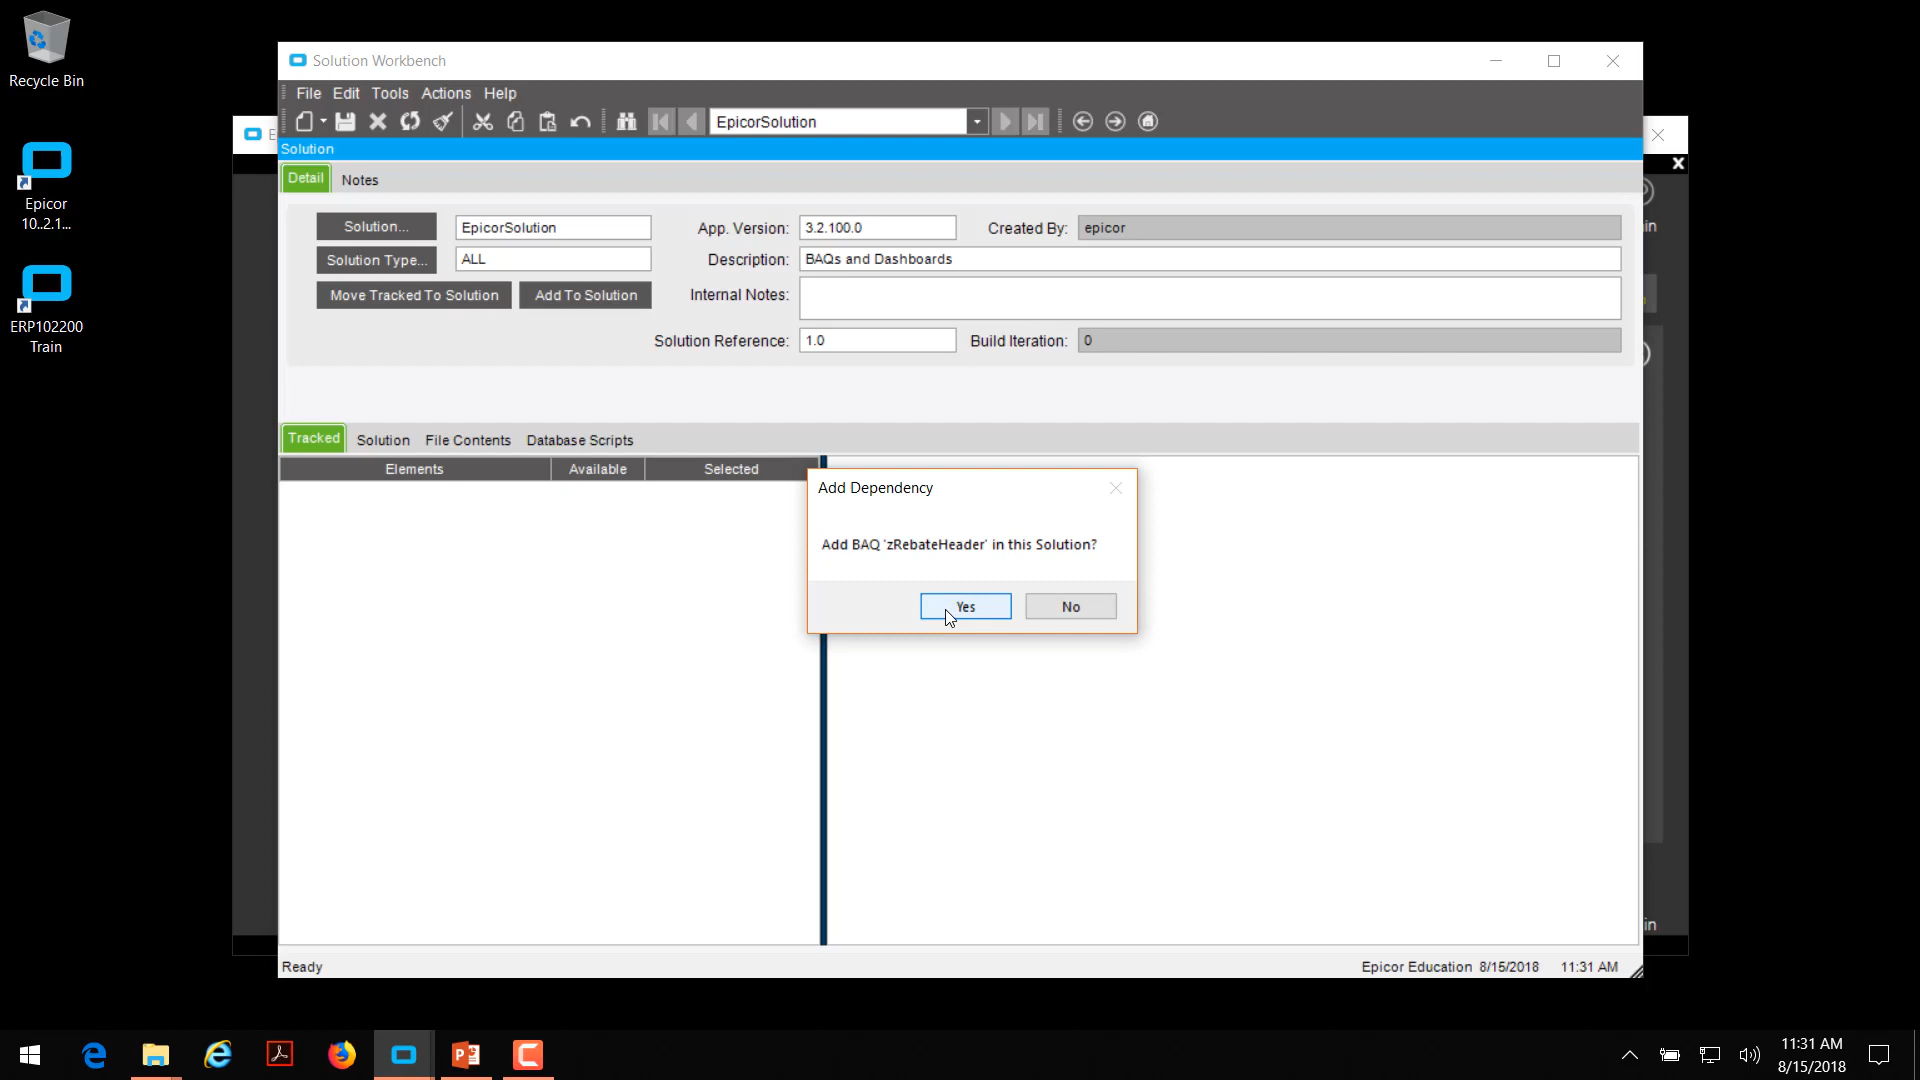 Recycle Bin
Epicor
10..2.1...
ERP102200
Train
Solution Workbench
File Edit Tools Actions Help
EpicorSolution
Solution
Detail Notes
Solution... EpicorSolution App. Version: 3.2.100.0 Created By: epicor
Solution Type... ALL Description: BAQs and Dashboards
Move Tracked To Solution Add To Solution Internal Notes:
Solution Reference: 1.0 Build Iteration: 0
Tracked Solution File Contents Database Scripts
Elements Available Selected
Add Dependency
Add BAQ 'zRebateHeader' in this Solution?
Yes No
Ready Epicor Education 8/15/2018 11:31 AM
11:31 AM
8/15/2018